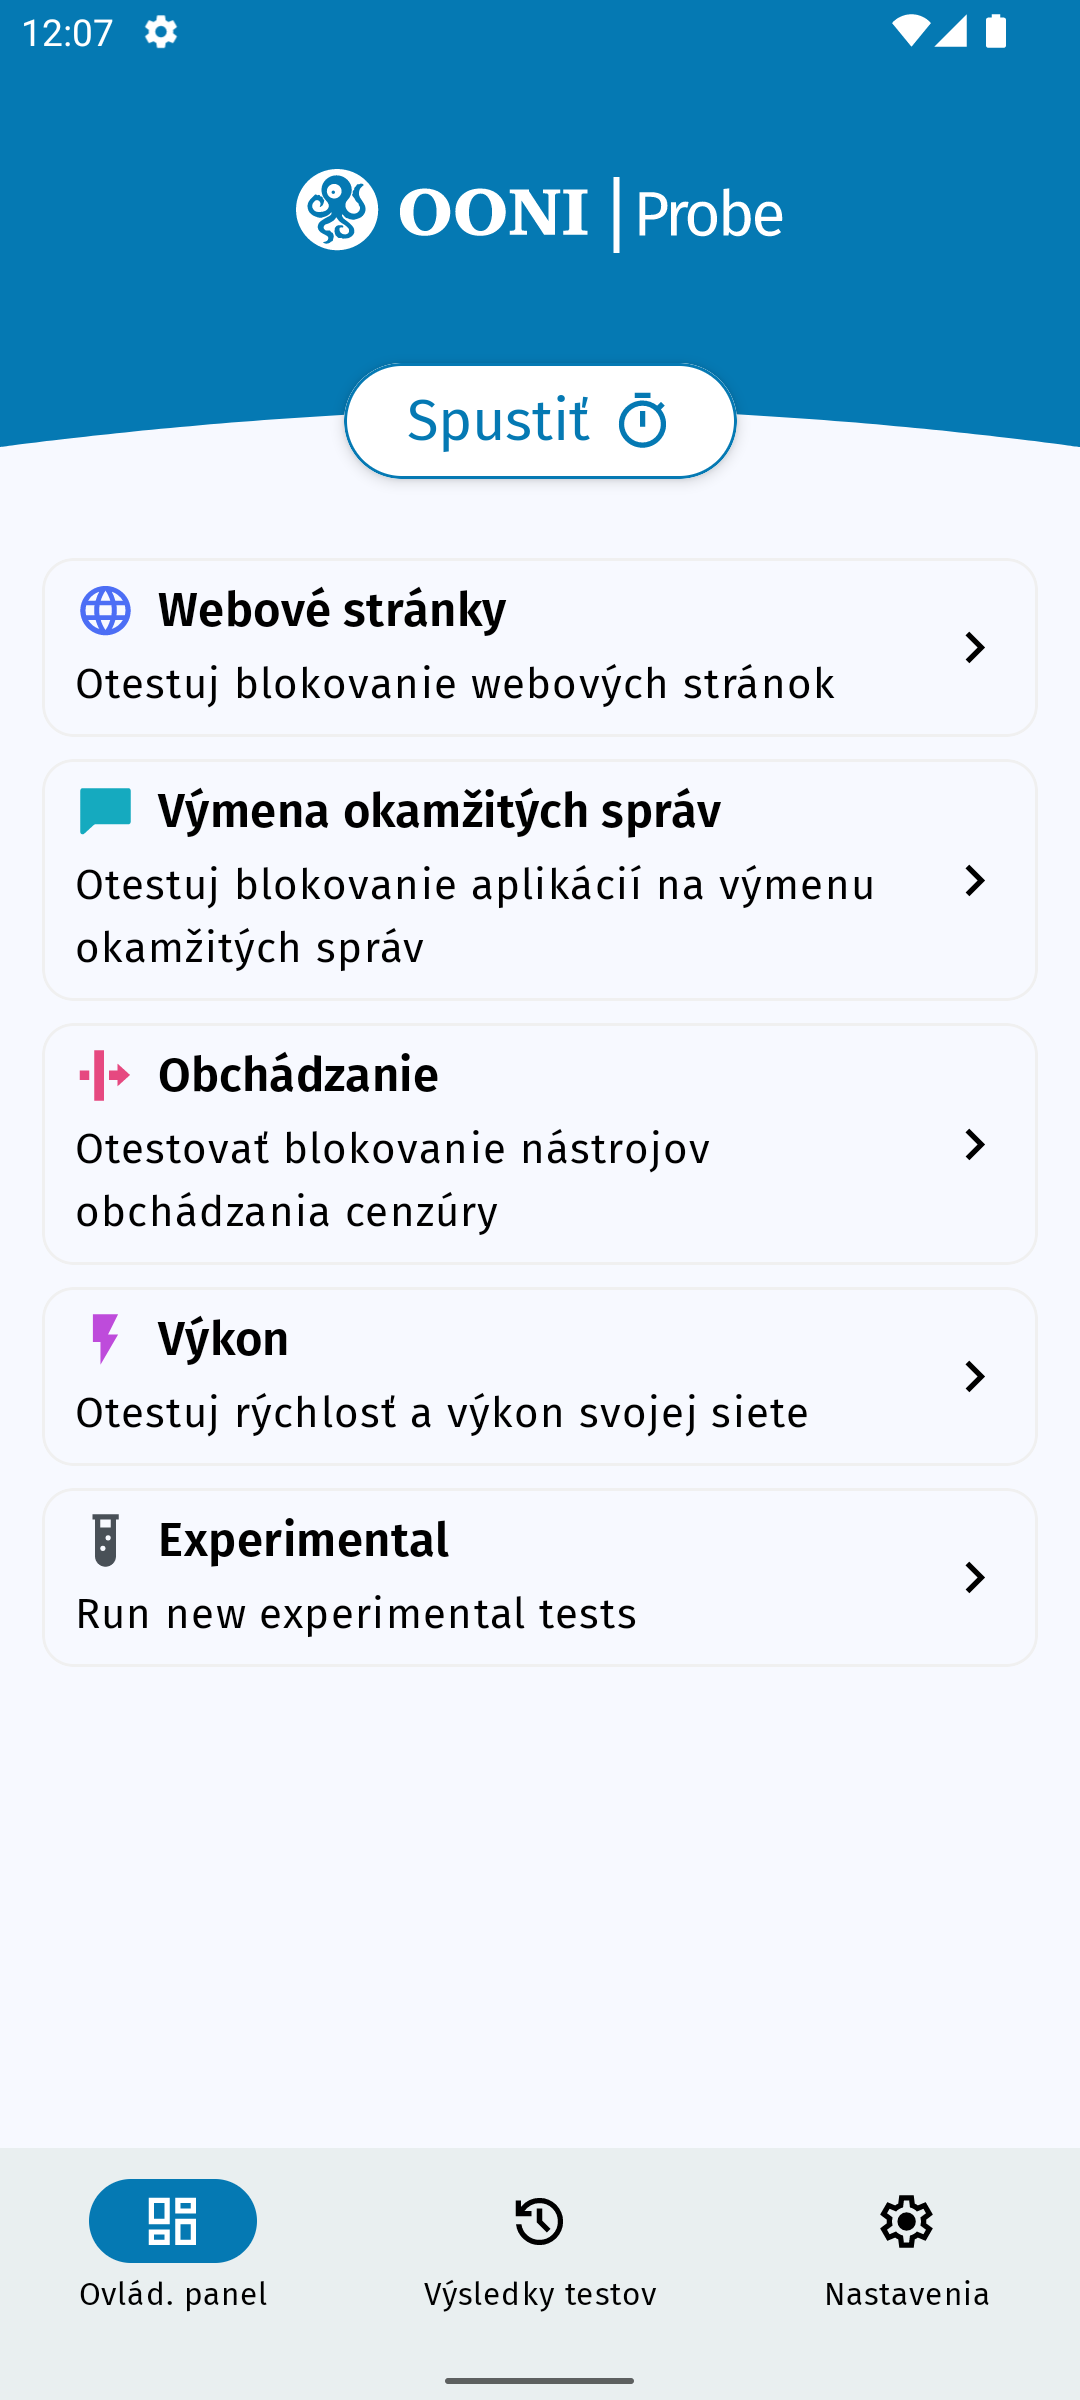 12:07
OONI | Probe
Spustiť
Webové stránky
Otestuj blokovanie webových stránok
Výmena okamžitých správ
Otestuj blokovanie aplikácií na výmenu
okamžitých správ
Obchádzanie
Otestovať blokovanie nástrojov
obchádzania cenzúry
Výkon
Otestuj rýchlosť a výkon svojej siete
Experimental
Run new experimental tests
Ovlád. panel
Výsledky testov
Nastavenia